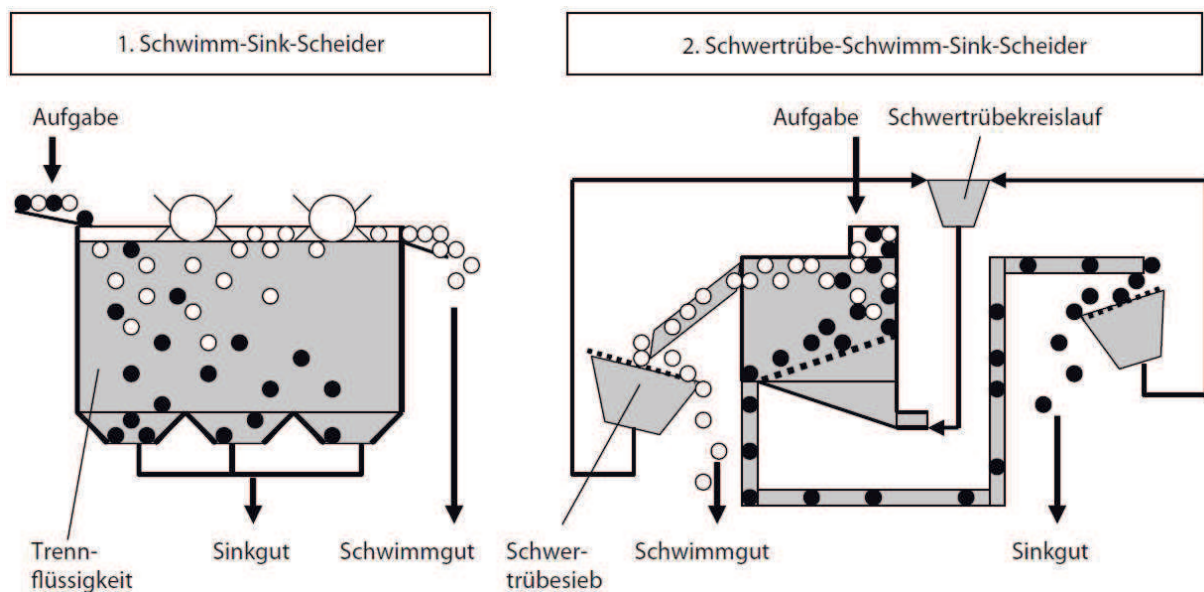 1. Schwimm-Sink-Scheider
2. Schwertrübe-Schwimm-Sink-Scheider
Aufgabe
Aufgabe
Schwertrübekreislauf
Trenn-
flüssigkeit
Sinkgut
Schwimmgut
Schwer-
trübesieb
Schwimmgut
Sinkgut